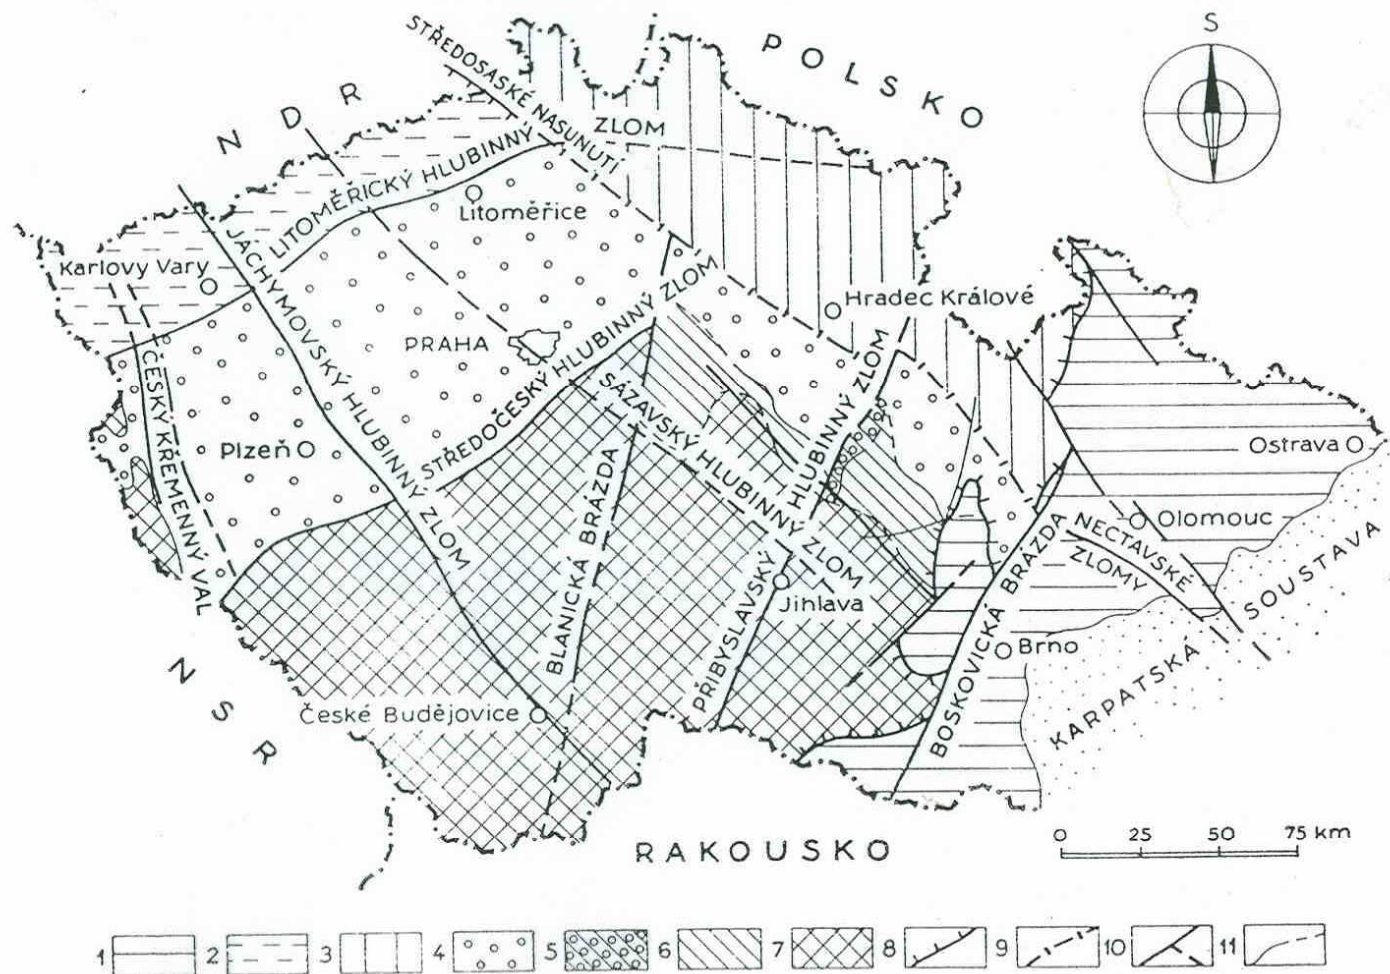 S
POLSKO
NDR
STŘEDOSASKÉ NASUNUTÍ
LITOMĚŘICKÝ HLUBINNÝ ZLOM
Litoměřice
JÁCHYMOVSKÝ HLUBINNÝ ZLOM
Karlovy Vary
Hradec Králové
PRAHA
STŘEDOČESKÝ HLUBINNÝ ZLOM
ČESKÝ KŘEMENNÝ VAL
Plzeň
SÁZAVSKÝ HLUBINNÝ ZLOM
BLANICKÁ BRÁZDA
PŘIBYSLAVSKÝ HLUBINNÝ ZLOM
Ostrava
Olomouc
NECTAVSKÉ
ZLOMY
Jihlava
BOSKOVICKÁ BRÁZDA
Brno
KARPATSKÁ SOUSTAVA
NSR
České Budějovice
RAKOUSKO
0 25 50 75 km
1 2 3 4 5 6 7 8 9 10 11